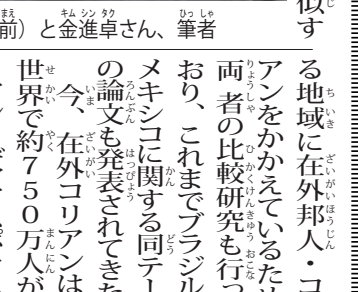 似す
る地域に在外邦人・コ
アンをかかえているため
両者の比較研究も行っ
おり、これまでブラジル
メキシコに関する同テー
の論文も発表されてきた
今、在外コリアンは
世界で約750万人が
前）と金進卓さん、筆者